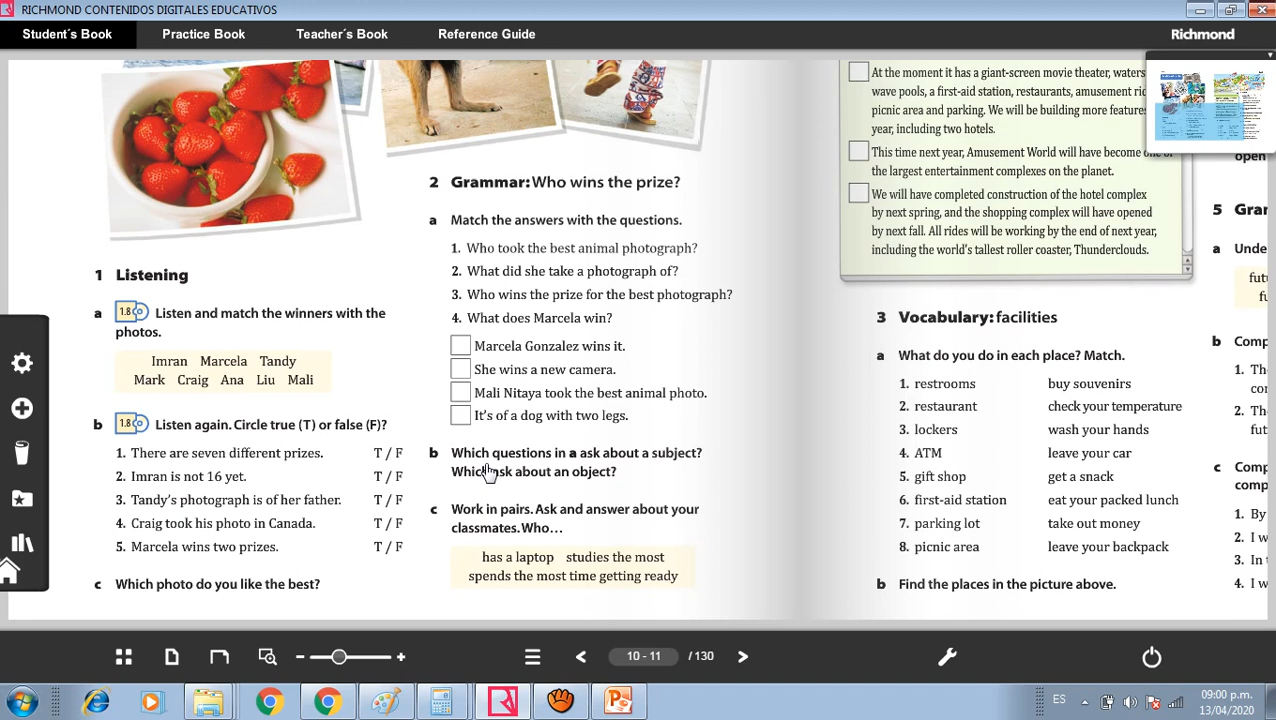 RICHMOND CONTENIDOS DIGITALES EDUCATIVOS
Student´s Book
Practice Book
Teacher´s Book
Reference Guide
Richmond
1 Listening
a 1.8 Listen and match the winners with the
photos.
Imran Marcela Tandy
Mark Craig Ana Liu Mali
b 1.8 Listen again. Circle true (T) or false (F)?
1. There are seven different prizes. T / F
2. Imran is not 16 yet. T / F
3. Tandy's photograph is of her father. T / F
4. Craig took his photo in Canada. T / F
5. Marcela wins two prizes. T / F
c Which photo do you like the best?
2 Grammar: Who wins the prize?
a Match the answers with the questions.
1. Who took the best animal photograph?
2. What did she take a photograph of?
3. Who wins the prize for the best photograph?
4. What does Marcela win?
Marcela Gonzalez wins it.
She wins a new camera.
Mali Nitaya took the best animal photo.
It's of a dog with two legs.
b Which questions in a ask about a subject?
Which ask about an object?
c Work in pairs. Ask and answer about your
classmates. Who…
has a laptop studies the most
spends the most time getting ready
At the moment it has a giant-screen movie theater, waters
wave pools, a first-aid station, restaurants, amusement ric
picnic area and parking. We will be building more feature
year, including two hotels.
This time next year, Amusement World will have become one of
the largest entertainment complexes on the planet.
We will have completed construction of the hotel complex
by next spring, and the shopping complex will have opened
by next fall. All rides will be working by the end of next year,
including the world's tallest roller coaster, Thunderclouds.
3 Vocabulary: facilities
a What do you do in each place? Match.
1. restrooms buy souvenirs
2. restaurant check your temperature
3. lockers wash your hands
4. ATM leave your car
5. gift shop get a snack
6. first-aid station eat your packed lunch
7. parking lot take out money
8. picnic area leave your backpack
b Find the places in the picture above.
open
5 Gra
a Unde
fut
fu
b Comp
1. Th
co
2. Th
fut
c Comp
comp
1. By
2. I w
3. In t
4. I w
10 - 11 / 130
ES
09:00 p.m.
13/04/2020